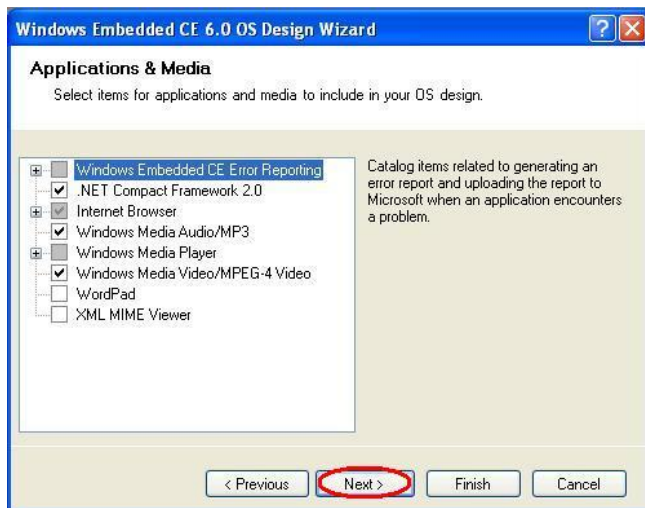 Windows Embedded CE 6.0 OS Design Wizard
Applications & Media
Select items for applications and media to include in your OS design.
Windows Embedded CE Error Reporting
.NET Compact Framework 2.0
Internet Browser
Windows Media Audio/MP3
Windows Media Player
Windows Media Video/MPEG-4 Video
WordPad
XML MIME Viewer
Catalog items related to generating an
error report and uploading the report to
Microsoft when an application encounters
a problem.
< Previous
Next >
Finish
Cancel